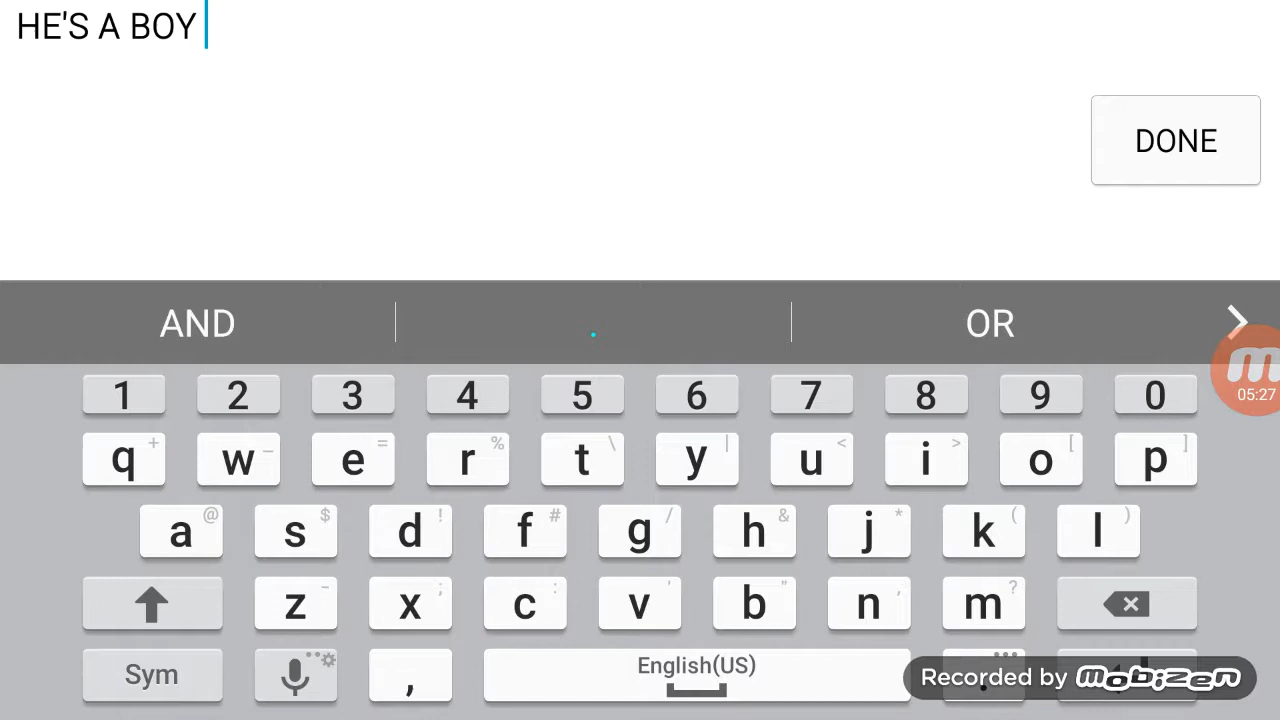 HE'S A BOY
DONE
AND . OR
05:27
1 2 3 4 5 6 7 8 9 0
q + w _ e = r % t \ y | u < i > o [ p ]
a @ s $ d ! f # g / h & j * k ( l )
z - x ; c : v ' b " n , m ?
Sym , English(US) .
Recorded by mobizen